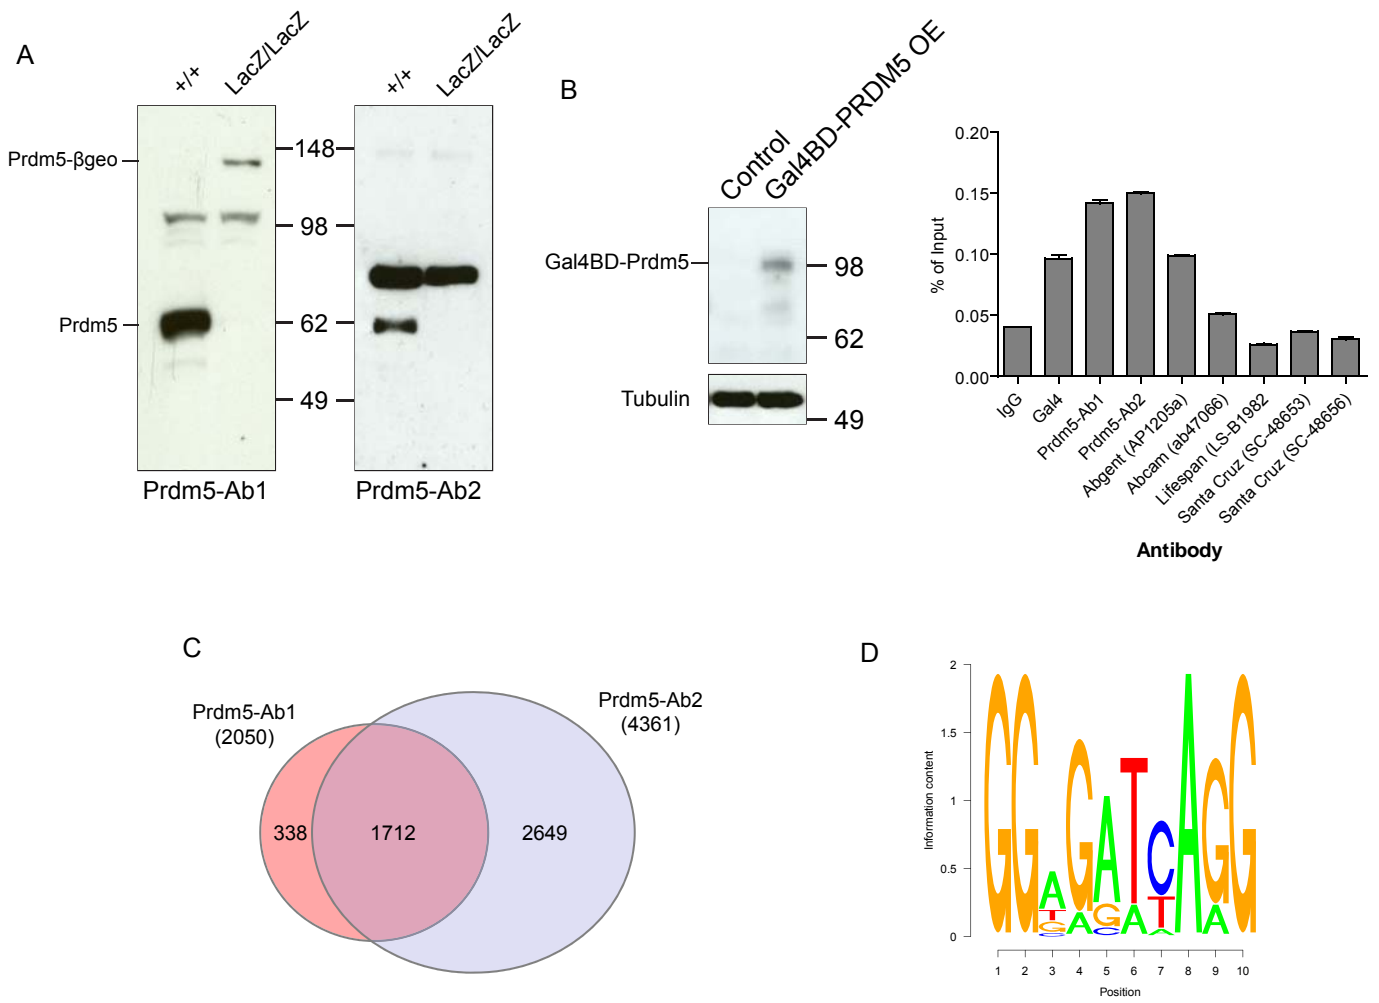 A
+/+
LacZ/LacZ
+/+
LacZ/LacZ
Prdm5-βgeo
Prdm5
148
98
62
49
Prdm5-Ab1
Prdm5-Ab2
B
Control
Gal4BD-PRDM5 OE
Gal4BD-Prdm5
98
62
Tubulin
49
% of Input
0.20
0.15
0.10
0.05
0.00
IgG
Gal4
Prdm5-Ab1
Prdm5-Ab2
Abgent (AP1205a)
Abcam (ab47066)
Lifespan (LS-B1982
Santa Cruz (SC-48653)
Santa Cruz (SC-48656)
Antibody
C
Prdm5-Ab1
(2050)
Prdm5-Ab2
(4361)
338
1712
2649
D
Information content
2
1.5
1
0.5
0
GGAGATCAGG
TAGATA
GC
1 2 3 4 5 6 7 8 9 10
Position